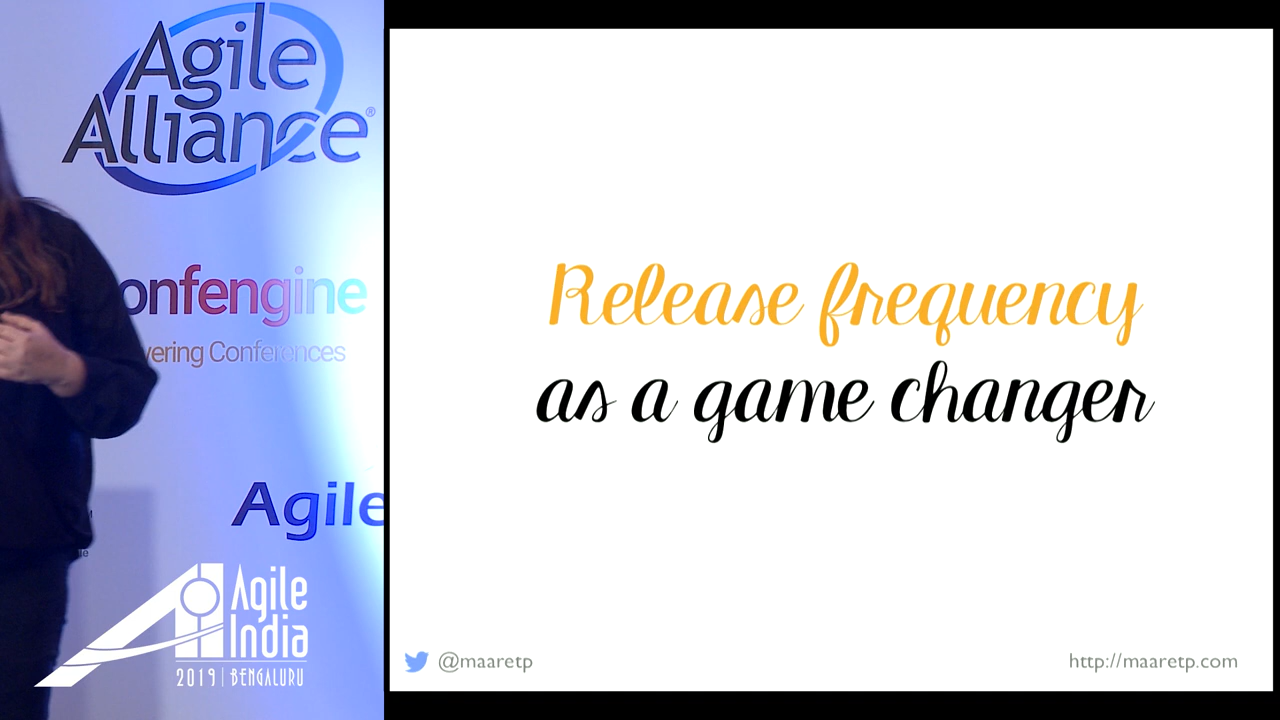 Agile
Alliance®
onfengine
vering Conferences
Agile
Agile
India
2019 | BENGALURU
Release frequency
as a game changer
@maaretp
http://maaretp.com